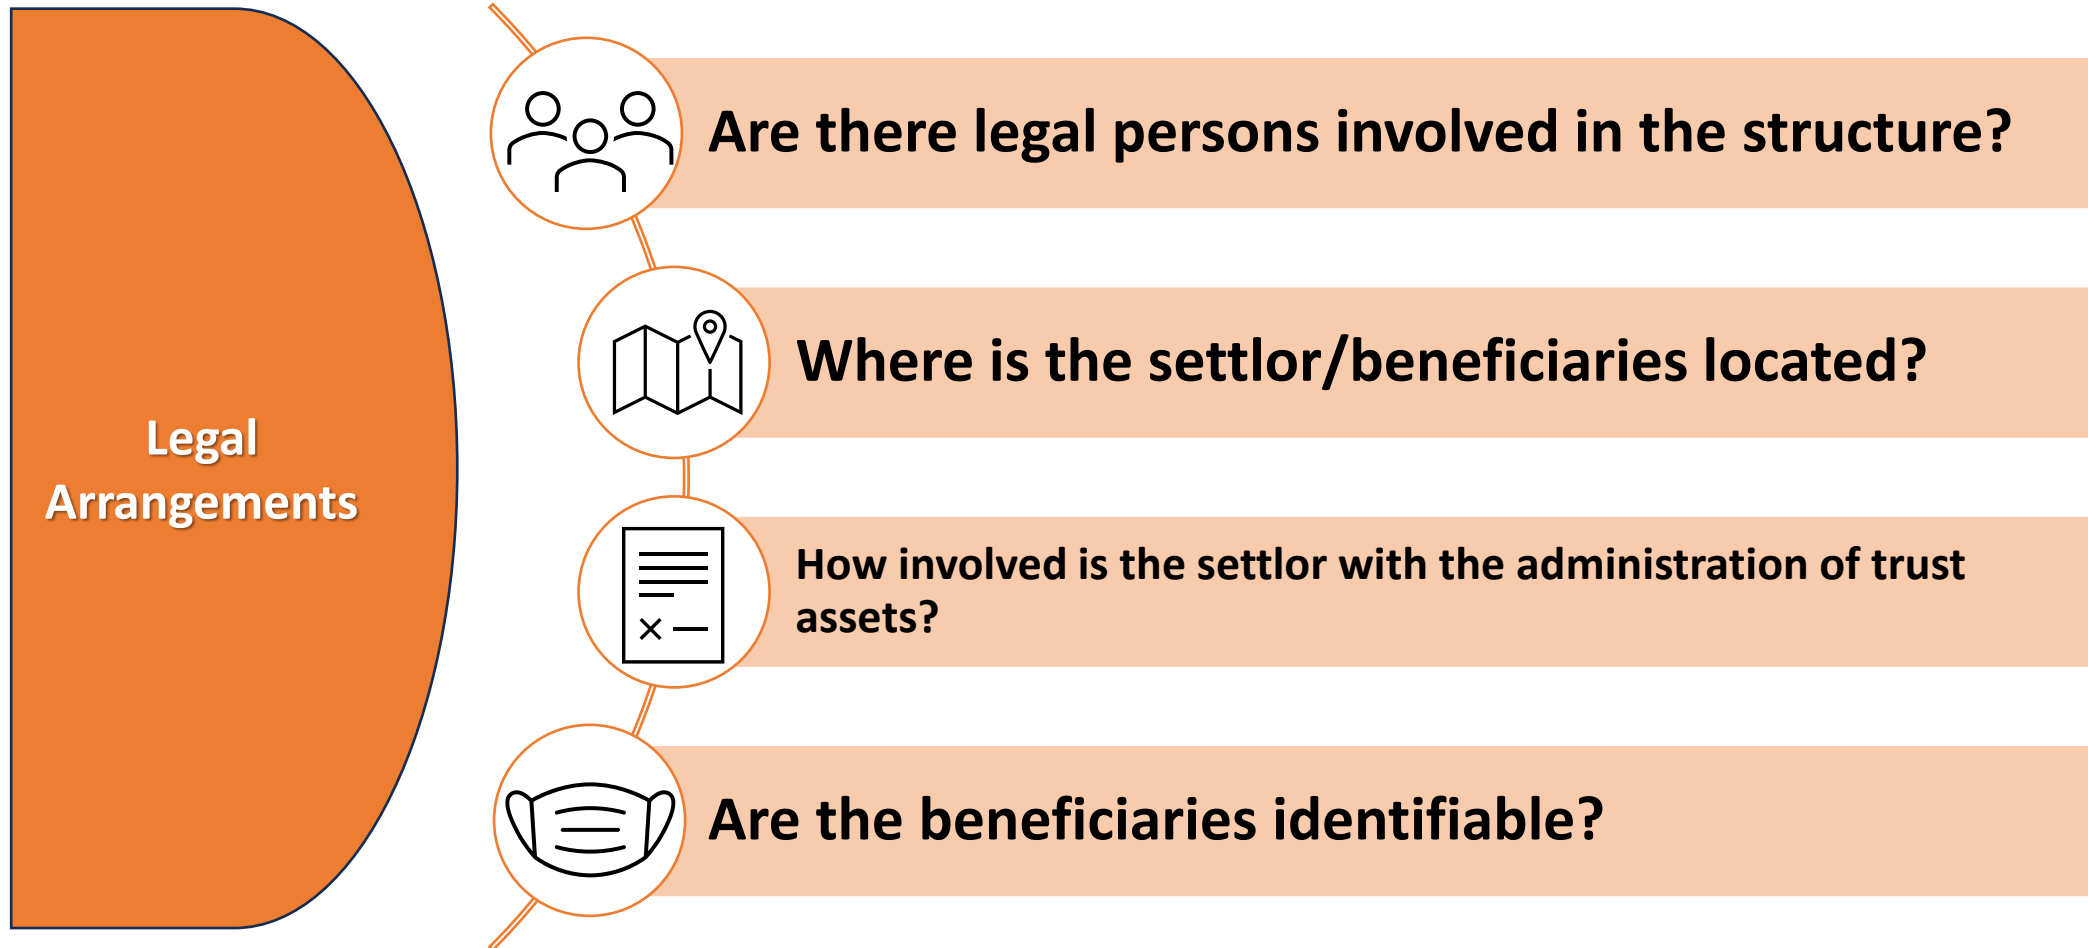 Legal
Arrangements
Are there legal persons involved in the structure?
Where is the settlor/beneficiaries located?
How involved is the settlor with the administration of trust
assets?
Are the beneficiaries identifiable?